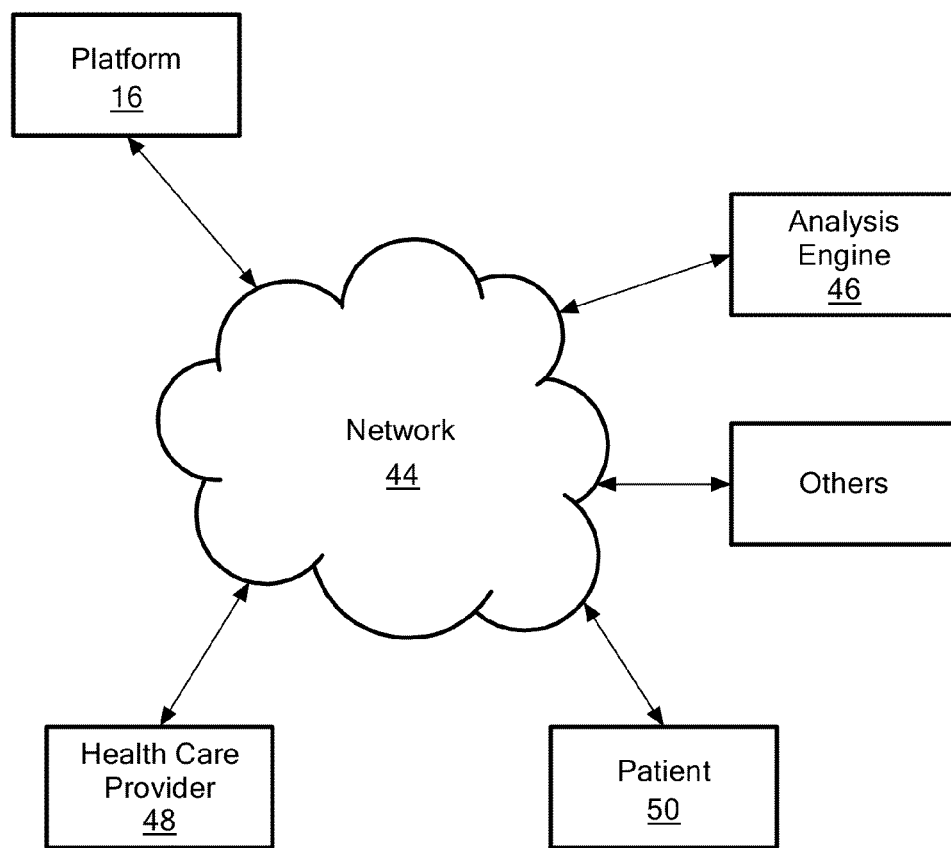 Platform
16
Analysis
Engine
46
Network
44
Others
Health Care
Provider
48
Patient
50